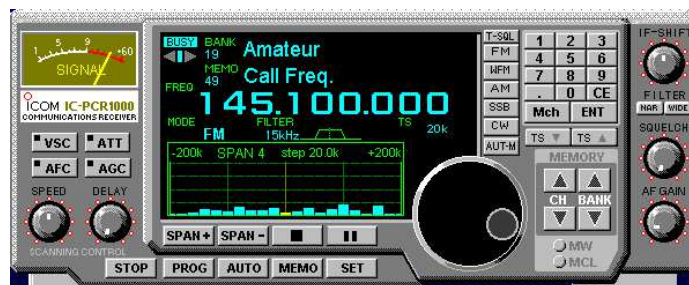 1 5 9 +60
SIGNAL
ICOM IC-PCR1000
COMMUNICATIONS RECEIVER
VSC ATT
AFC AGC
SPEED DELAY
SCANNING CONTROL
BUSY BANK
19 Amateur
MEMO
49 Call Freq.
FREQ
145.100.000
MODE FILTER TS
FM 15kHz 20k
-200k SPAN 4 step 20.0k +200k
SPAN+ SPAN-
STOP PROG AUTO MEMO SET
T-SQL
FM
WFM
AM
SSB
CW
AUT-M
1 2 3
4 5 6
7 8 9
. 0 CE
Mch ENT
TS TS
MEMORY
CH BANK
MW
MCL
IF-SHIFT
FILTER
NAR WIDE
SQUELCH
AF GAIN